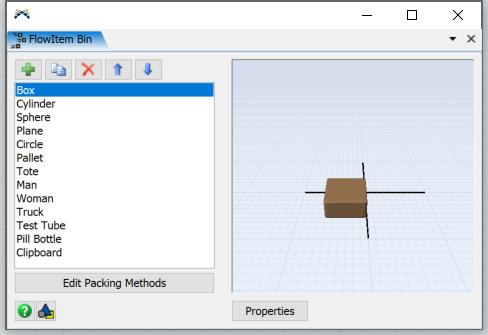 FlowItem Bin
Box
Cylinder
Sphere
Plane
Circle
Pallet
Tote
Man
Woman
Truck
Test Tube
Pill Bottle
Clipboard
Edit Packing Methods
Properties